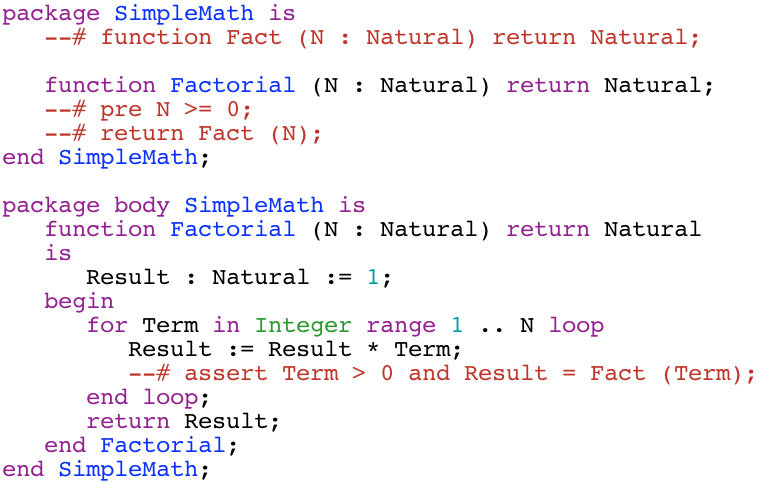 package SimpleMath is
   --# function Fact (N : Natural) return Natural;

   function Factorial (N : Natural) return Natural;
   --# pre N >= 0;
   --# return Fact (N);
end SimpleMath;

package body SimpleMath is
   function Factorial (N : Natural) return Natural
   is
      Result : Natural := 1;
   begin
      for Term in Integer range 1 .. N loop
         Result := Result * Term;
         --# assert Term > 0 and Result = Fact (Term);
      end loop;
      return Result;
   end Factorial;
end SimpleMath;